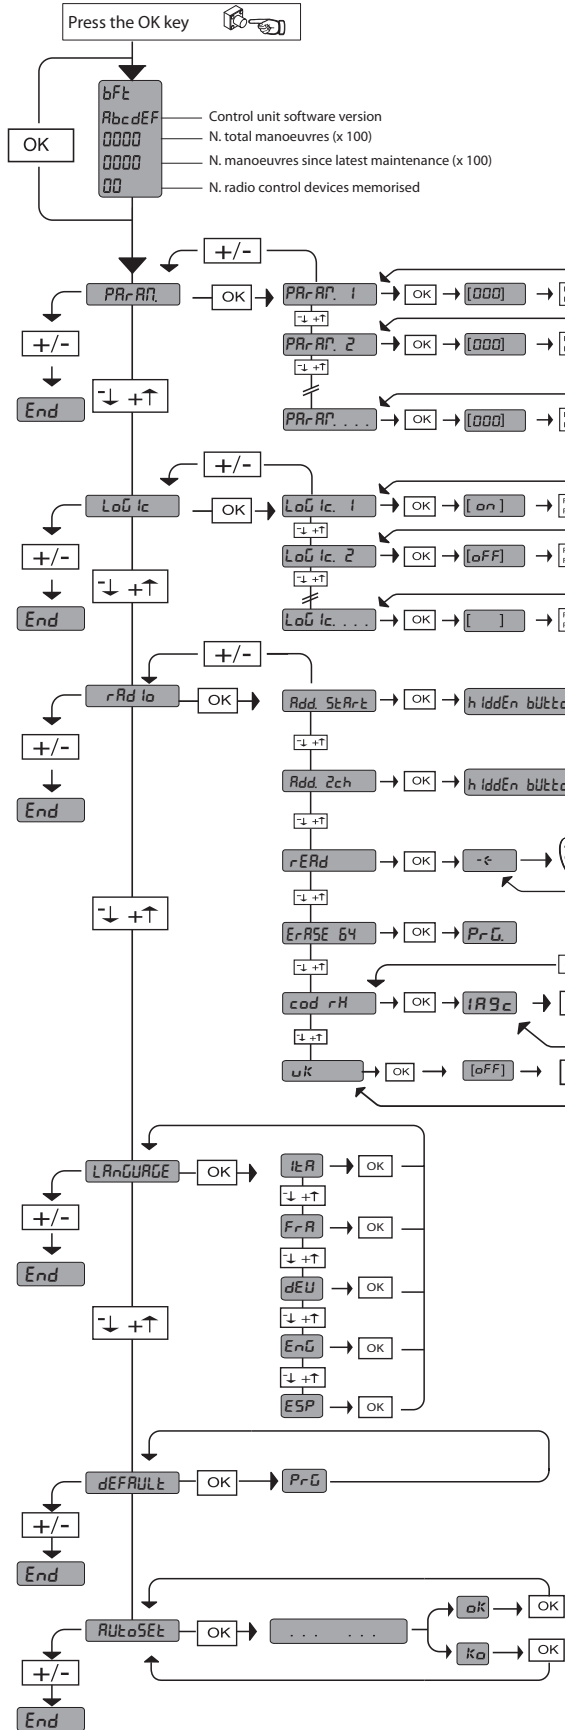 Press the OK key
bFt
AbcdEF
Control unit software version
0000
N. total manoeuvres (x 100)
OK
0000
N. manoeuvres since latest maintenance (x 100)
00
N. radio control devices memorised
+/-
PArAM.
OK
PArAM. 1
OK
[000]
+/-
-↓ +↑
PArAM. 2
OK
[000]
-↓ +↑
End
-↓ +↑
PArAM. . . .
OK
[000]
+/-
LoGIc
OK
LoGIc. 1
OK
[ on ]
-↓ +↑
+/-
LoGIc. 2
OK
[oFF]
-↓ +↑
-↓ +↑
End
LoGIc. . . .
OK
[ ]
+/-
rAdIo
OK
Add. StArt
OK
hIddEn
+/-
-↓ +↑
End
Add. 2ch
OK
hIddEn
-↓ +↑
rEAd
OK
-←
-↓ +↑
-↓ +↑
ErASE 64
OK
PrG.
-↓ +↑
cod rX
OK
IA9c
-↓ +↑
uK
OK
[oFF]
LAnGUAGE
OK
ItA
OK
-↓ +↑
+/-
FrA
OK
-↓ +↑
End
dEU
OK
-↓ +↑
-↓ +↑
EnG
OK
-↓ +↑
ESP
OK
dEFAULt
OK
PrG
+/-
End
oK
OK
AUtoSEt
OK
. . . . . .
Ko
OK
+/-
End